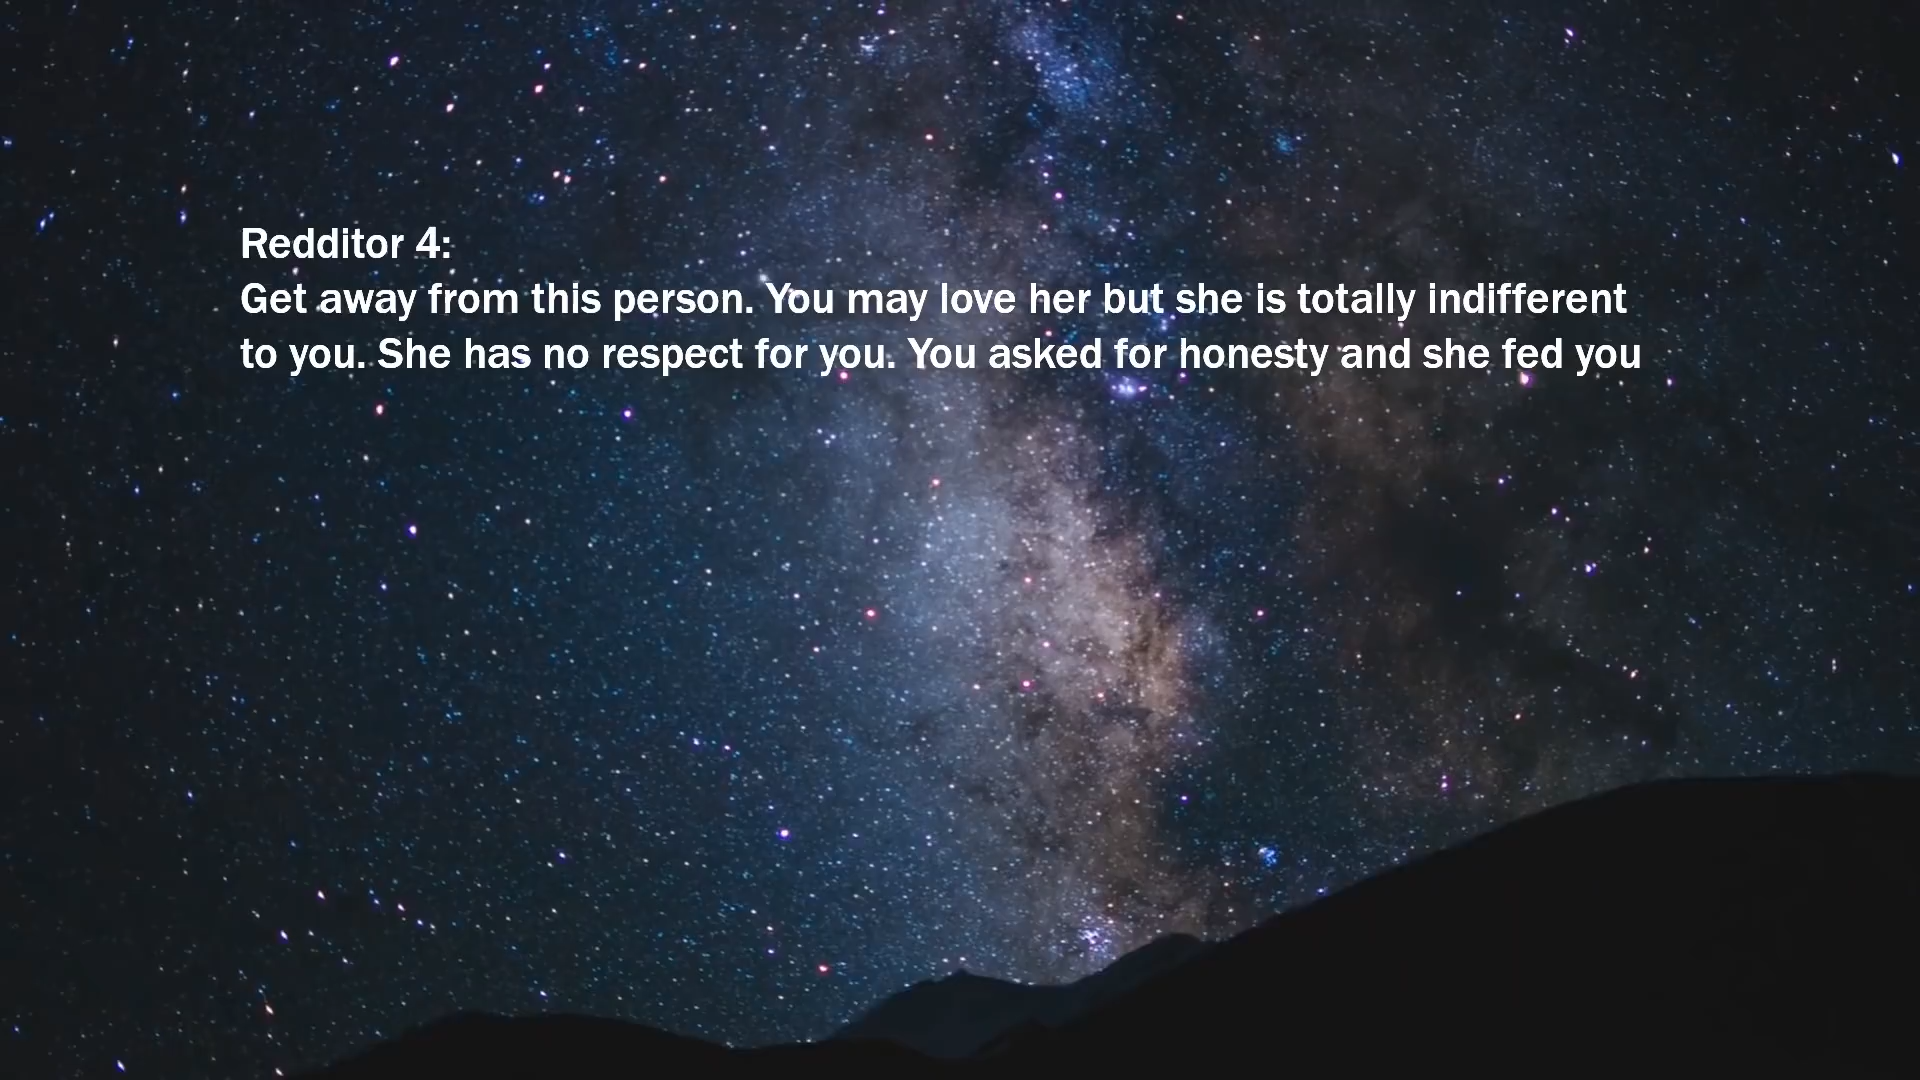 Redditor 4:
Get away from this person. You may love her but she is totally indifferent
to you. She has no respect for you. You asked for honesty and she fed you